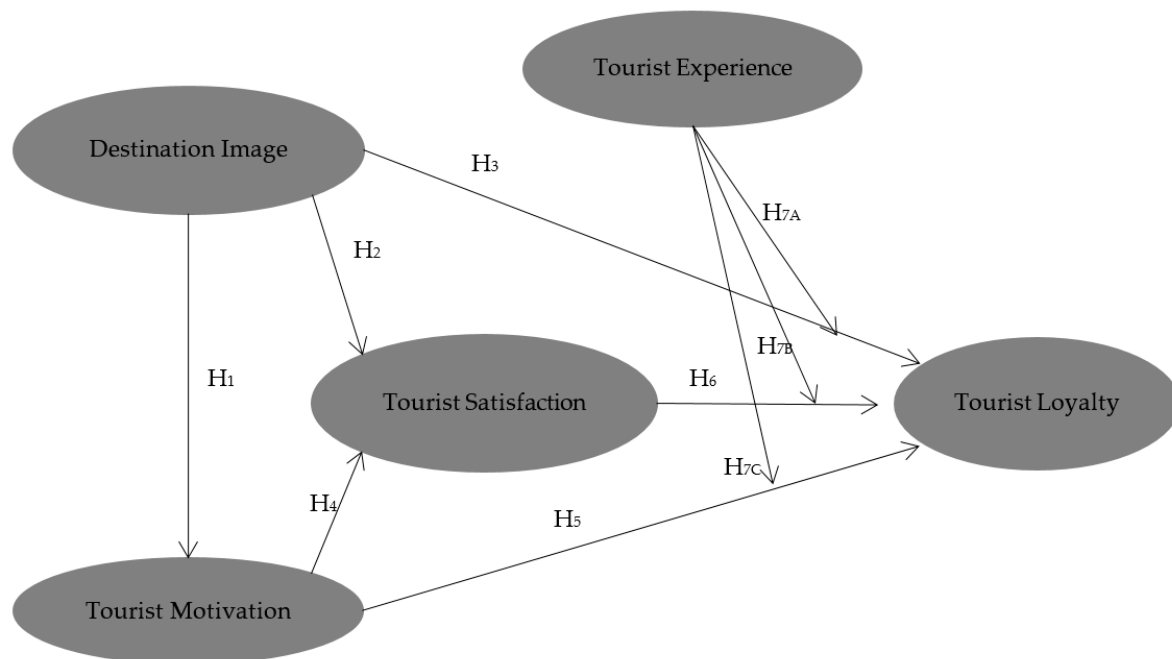 Tourist Experience
Destination Image
H3
H7A
H2
H7B
H1
H6
Tourist Satisfaction
Tourist Loyalty
H7C
H4
H5
Tourist Motivation